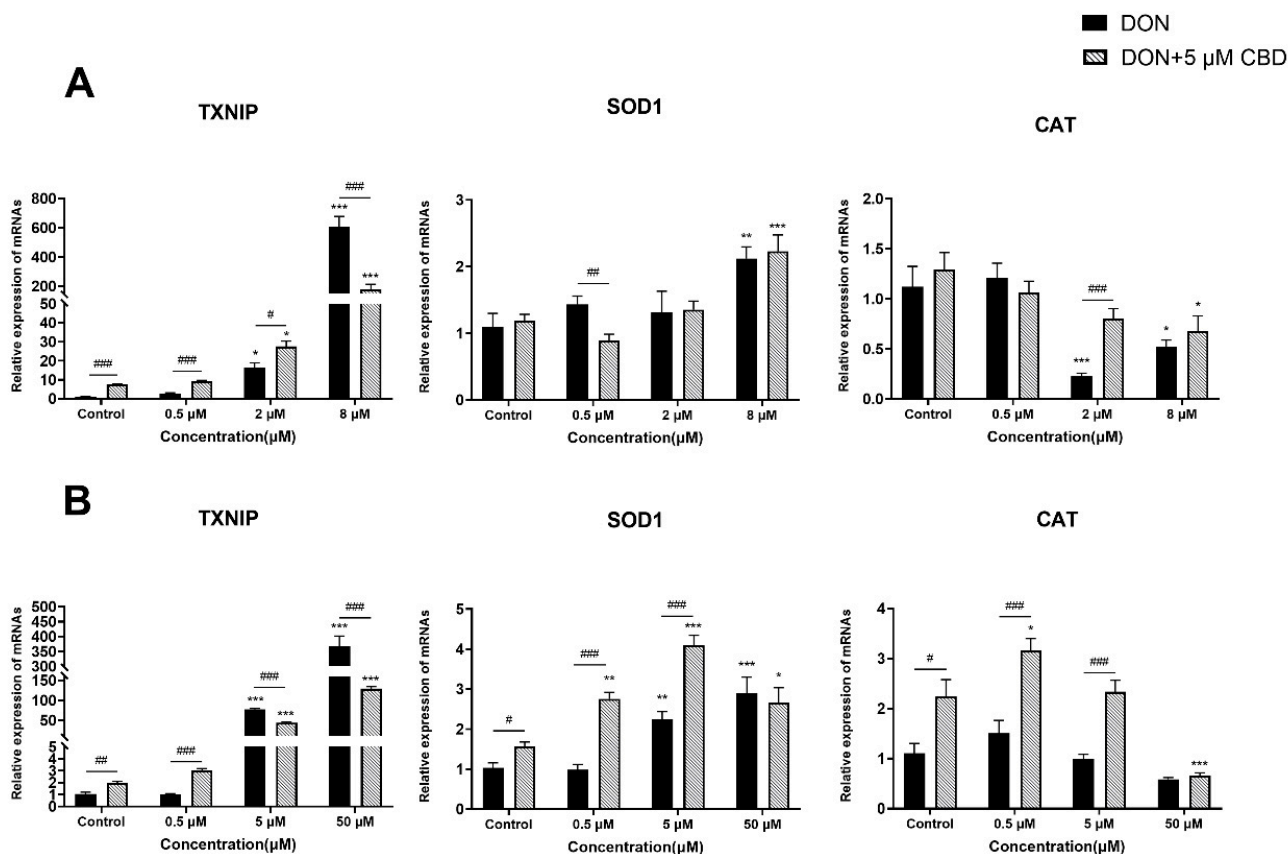 DON
DON+5 µM CBD
A
TXNIP
SOD1
CAT
Relative expression of mRNAs
800
600
400
200
50
40
30
20
10
0
###
###
#
*
*
###
***
***
Control
0.5 µM
2 µM
8 µM
Concentration(µM)
Relative expression of mRNAs
3
2
1
0
##
**
***
Control
0.5 µM
2 µM
8 µM
Concentration(µM)
Relative expression of mRNAs
2.0
1.5
1.0
0.5
0.0
###
***
*
*
Control
0.5 µM
2 µM
8 µM
Concentration(µM)
B
TXNIP
SOD1
CAT
Relative expression of mRNAs
500
450
400
350
300
150
100
50
5
4
3
2
1
0
##
###
###
***
***
###
***
***
Control
0.5 µM
5 µM
50 µM
Concentration(µM)
Relative expression of mRNAs
5
4
3
2
1
0
#
###
**
###
**
***
***
*
Control
0.5 µM
5 µM
50 µM
Concentration(µM)
Relative expression of mRNAs
4
3
2
1
0
#
###
*
###
***
Control
0.5 µM
5 µM
50 µM
Concentration(µM)